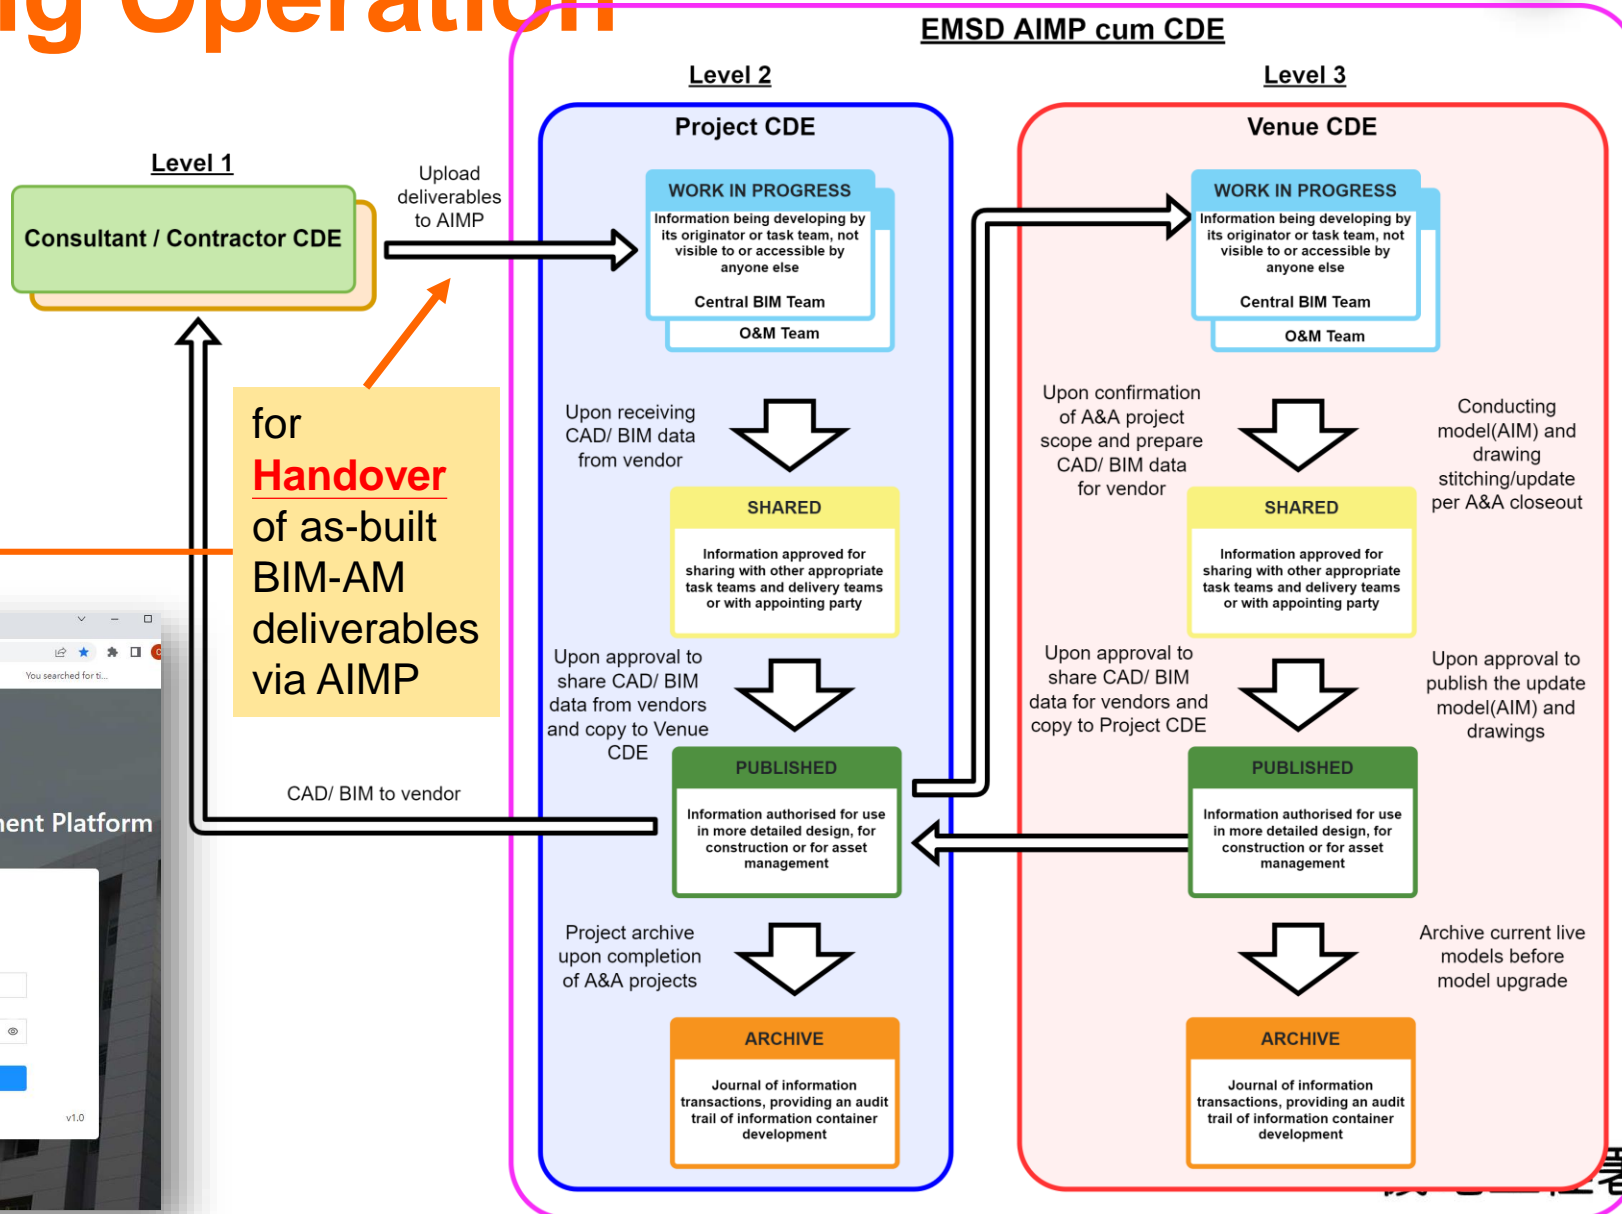 ng Operation
EMSD AIMP cum CDE
Level 2
Level 3
Level 1
Project CDE
Venue CDE
Upload
deliverables
to AIMP
Consultant / Contractor CDE
WORK IN PROGRESS
Information being developing by
its originator or task team, not
visible to or accessible by
anyone else
Central BIM Team
O&M Team
WORK IN PROGRESS
Information being developing by
its originator or task team, not
visible to or accessible by
anyone else
Central BIM Team
O&M Team
for
Handover
of as-built
BIM-AM
deliverables
via AIMP
Upon receiving
CAD/ BIM data
from vendor
Upon confirmation
of A&A project
scope and prepare
CAD/ BIM data
for vendor
Conducting
model(AIM) and
drawing
stitching/update
per A&A closeout
SHARED
Information approved for
sharing with other appropriate
task teams and delivery teams
or with appointing party
SHARED
Information approved for
sharing with other appropriate
task teams and delivery teams
or with appointing party
You searched for ti...
Upon approval to
share CAD/ BIM
data from vendors
and copy to Venue
CDE
Upon approval to
share CAD/ BIM
data for vendors and
copy to Project CDE
Upon approval to
publish the update
model(AIM) and
drawings
CAD/ BIM to vendor
PUBLISHED
Information authorised for use
in more detailed design, for
construction or for asset
management
PUBLISHED
Information authorised for use
in more detailed design, for
construction or for asset
management
nent Platform
Project archive
upon completion
of A&A projects
Archive current live
models before
model upgrade
ARCHIVE
Journal of information
transactions, providing an audit
trail of information container
development
ARCHIVE
Journal of information
transactions, providing an audit
trail of information container
development
v1.0